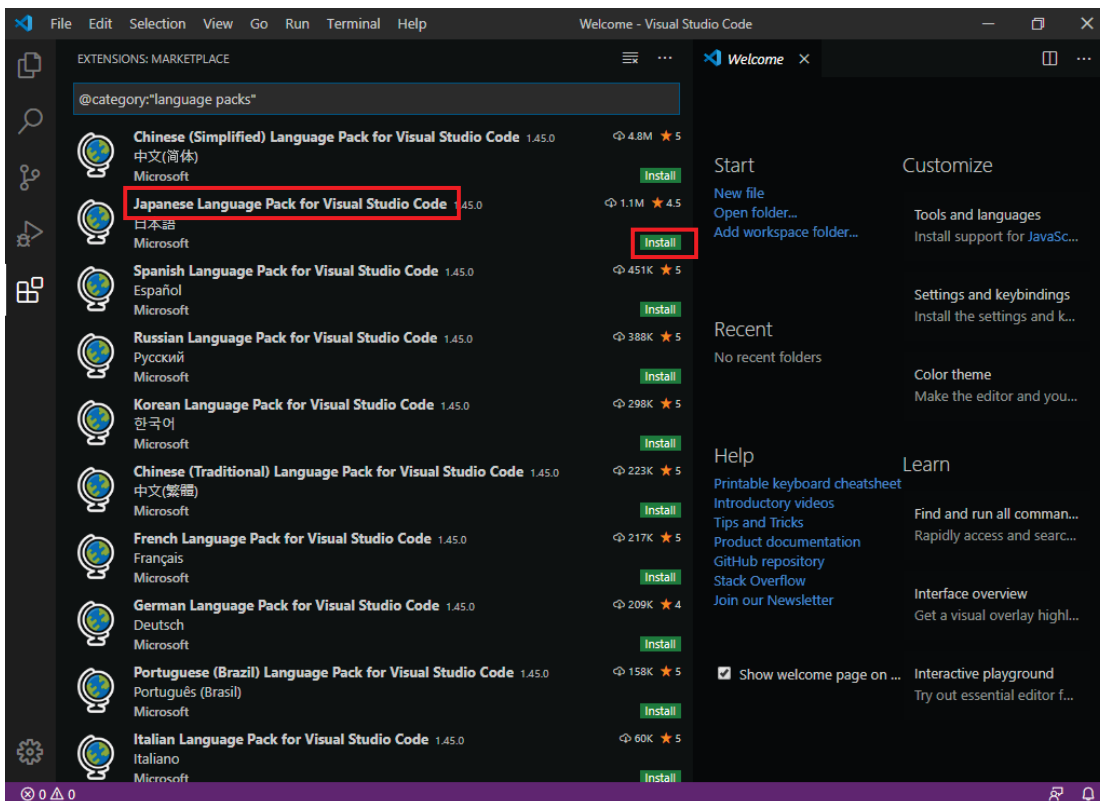 File Edit Selection View Go Run Terminal Help
Welcome - Visual Studio Code
EXTENSIONS: MARKETPLACE
@category:"language packs"
Chinese (Simplified) Language Pack for Visual Studio Code 1.45.0 4.8M 5
中文(简体)
Microsoft Install
Japanese Language Pack for Visual Studio Code 1.45.0 1.1M 4.5
日本語
Microsoft Install
Spanish Language Pack for Visual Studio Code 1.45.0 451K 5
Español
Microsoft Install
Russian Language Pack for Visual Studio Code 1.45.0 388K 5
Русский
Microsoft Install
Korean Language Pack for Visual Studio Code 1.45.0 298K 5
한국어
Microsoft Install
Chinese (Traditional) Language Pack for Visual Studio Code 1.45.0 223K 5
中文(繁體)
Microsoft Install
French Language Pack for Visual Studio Code 1.45.0 217K 5
Français
Microsoft Install
German Language Pack for Visual Studio Code 1.45.0 209K 4
Deutsch
Microsoft Install
Portuguese (Brazil) Language Pack for Visual Studio Code 1.45.0 158K 5
Português (Brasil)
Microsoft Install
Italian Language Pack for Visual Studio Code 1.45.0 60K 5
Italiano
Microsoft Install
Welcome
Start
New file
Open folder...
Add workspace folder...
Recent
No recent folders
Help
Printable keyboard cheatsheet
Introductory videos
Tips and Tricks
Product documentation
GitHub repository
Stack Overflow
Join our Newsletter
Show welcome page on ...
Customize
Tools and languages
Install support for JavaSc...
Settings and keybindings
Install the settings and k...
Color theme
Make the editor and you...
Learn
Find and run all comman...
Rapidly access and searc...
Interface overview
Get a visual overlay highl...
Interactive playground
Try out essential editor f...
0 0